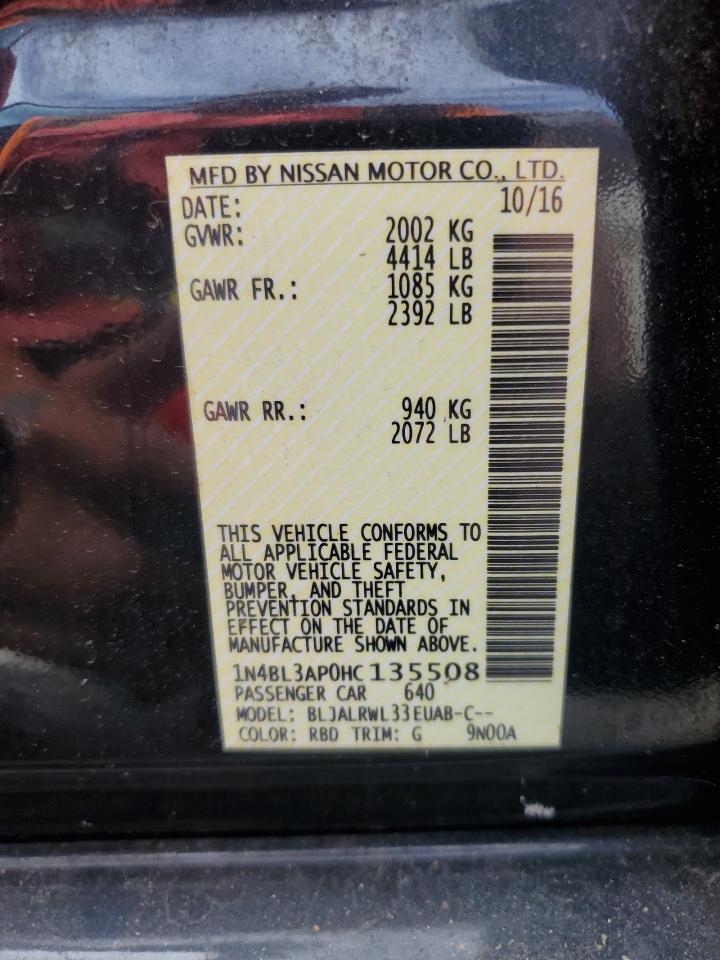 MFD BY NISSAN MOTOR CO., LTD.
DATE: 10/16
GVWR: 2002 KG
4414 LB
GAWR FR.: 1085 KG
2392 LB
GAWR RR.: 940 KG
2072 LB
THIS VEHICLE CONFORMS TO
ALL APPLICABLE FEDERAL
MOTOR VEHICLE SAFETY,
BUMPER, AND THEFT
PREVENTION STANDARDS IN
EFFECT ON THE DATE OF
MANUFACTURE SHOWN ABOVE.
1N4BL3AP0HC135508
PASSENGER CAR 640
MODEL: BLJALRWL33EUAB-C--
COLOR: RBD TRIM: G 9N00A